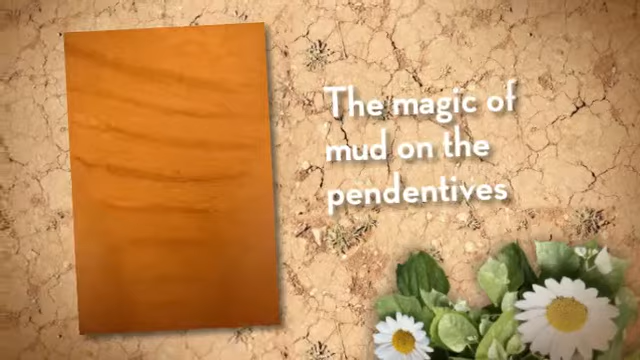 The magic of
mud on the
pendentives